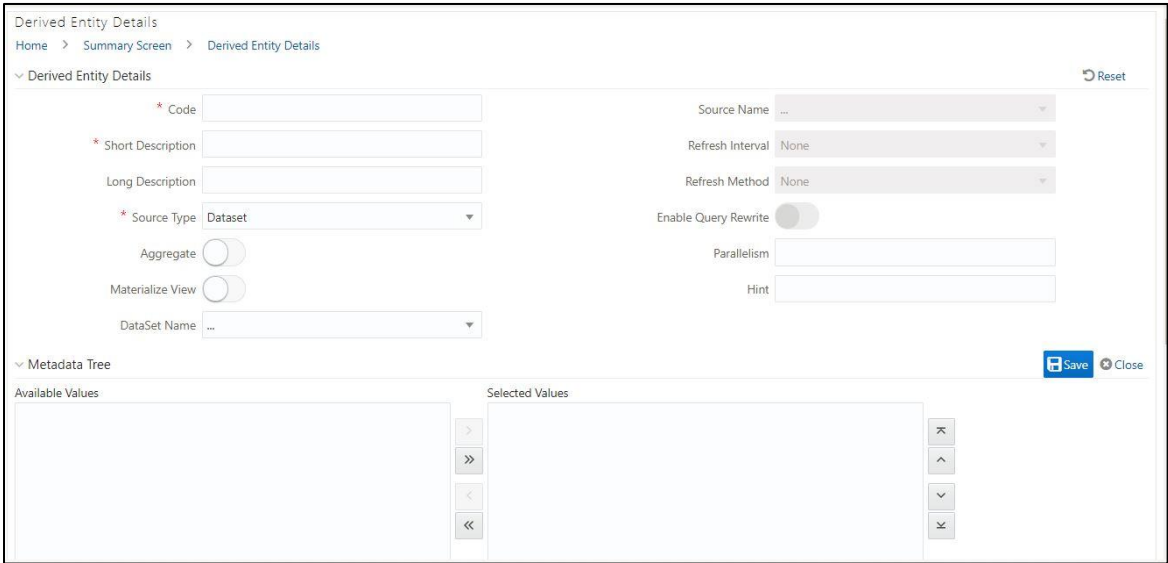 Derived Entity Details
Home > Summary Screen > Derived Entity Details
Derived Entity Details
Reset
* Code
* Short Description
Long Description
* Source Type Dataset
Aggregate
Materialize View
DataSet Name ...
Source Name ...
Refresh Interval None
Refresh Method None
Enable Query Rewrite
Parallelism
Hint
Metadata Tree
Save Close
Available Values
Selected Values